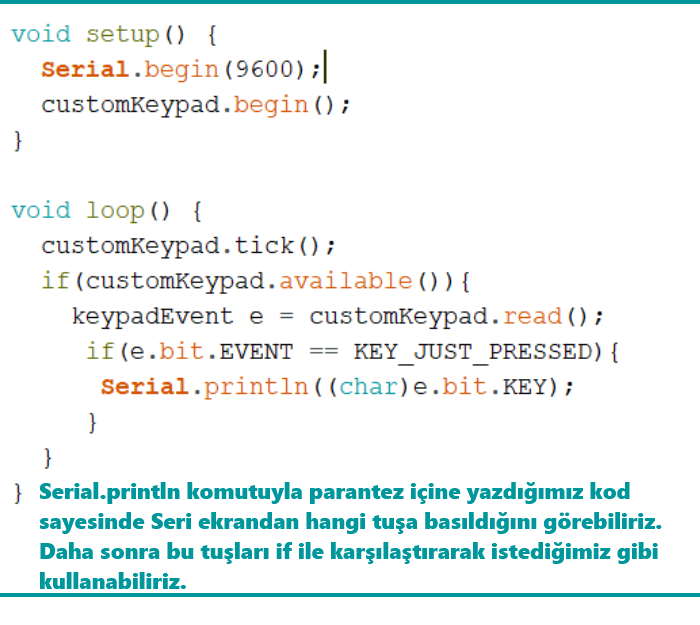 void setup() {
  Serial.begin(9600);
  customKeypad.begin();
}
void loop() {
  customKeypad.tick();
  if(customKeypad.available()){
    keypadEvent e = customKeypad.read();
     if(e.bit.EVENT == KEY_JUST_PRESSED){
      Serial.println((char)e.bit.KEY);
     }
  }
} Serial.println komutuyla parantez içine yazdığımız kod
sayesinde Seri ekrandan hangi tuşa basıldığını görebiliriz.
Daha sonra bu tuşları if ile karşılaştırarak istediğimiz gibi
kullanabiliriz.